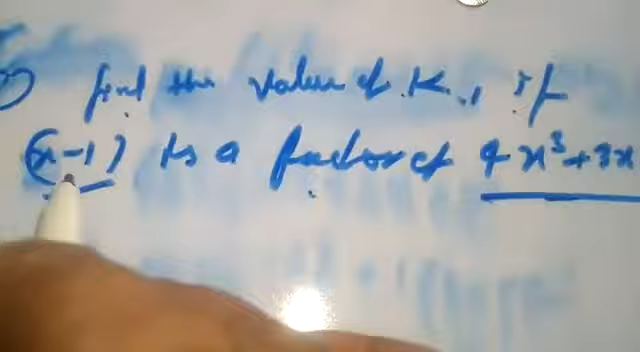 find the value of K, if
(x-1) is a factor of 4x³+3x